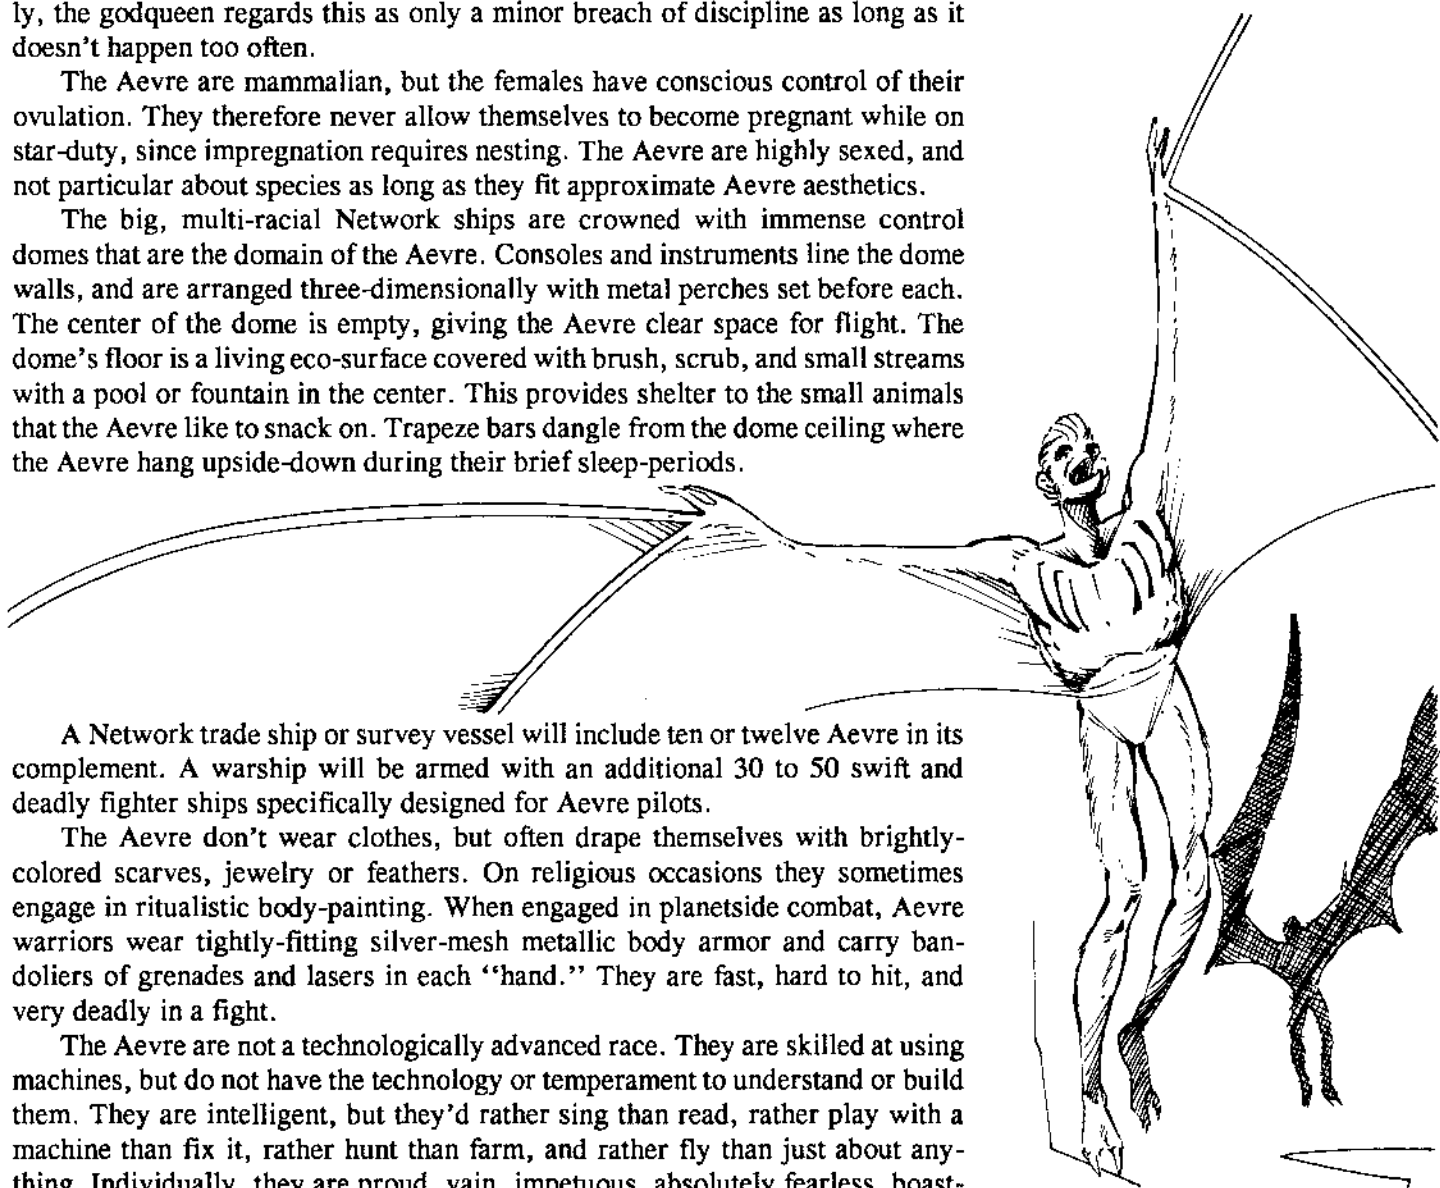 ly, the godqueen regards this as only a minor breach of discipline as long as it
doesn't happen too often.
The Aevre are mammalian, but the females have conscious control of their
ovulation. They therefore never allow themselves to become pregnant while on
star-duty, since impregnation requires nesting. The Aevre are highly sexed, and
not particular about species as long as they fit approximate Aevre aesthetics.
The big, multi-racial Network ships are crowned with immense control
domes that are the domain of the Aevre. Consoles and instruments line the dome
walls, and are arranged three-dimensionally with metal perches set before each.
The center of the dome is empty, giving the Aevre clear space for flight. The
dome's floor is a living eco-surface covered with brush, scrub, and small streams
with a pool or fountain in the center. This provides shelter to the small animals
that the Aevre like to snack on. Trapeze bars dangle from the dome ceiling where
the Aevre hang upside-down during their brief sleep-periods.
A Network trade ship or survey vessel will include ten or twelve Aevre in its
complement. A warship will be armed with an additional 30 to 50 swift and
deadly fighter ships specifically designed for Aevre pilots.
The Aevre don't wear clothes, but often drape themselves with brightly-
colored scarves, jewelry or feathers. On religious occasions they sometimes
engage in ritualistic body-painting. When engaged in planetside combat, Aevre
warriors wear tightly-fitting silver-mesh metallic body armor and carry ban-
doliers of grenades and lasers in each "hand." They are fast, hard to hit, and
very deadly in a fight.
The Aevre are not a technologically advanced race. They are skilled at using
machines, but do not have the technology or temperament to understand or build
them. They are intelligent, but they'd rather sing than read, rather play with a
machine than fix it, rather hunt than farm, and rather fly than just about any-
thing. Individually, they are proud, vain, impetuous, absolutely fearless, boast-